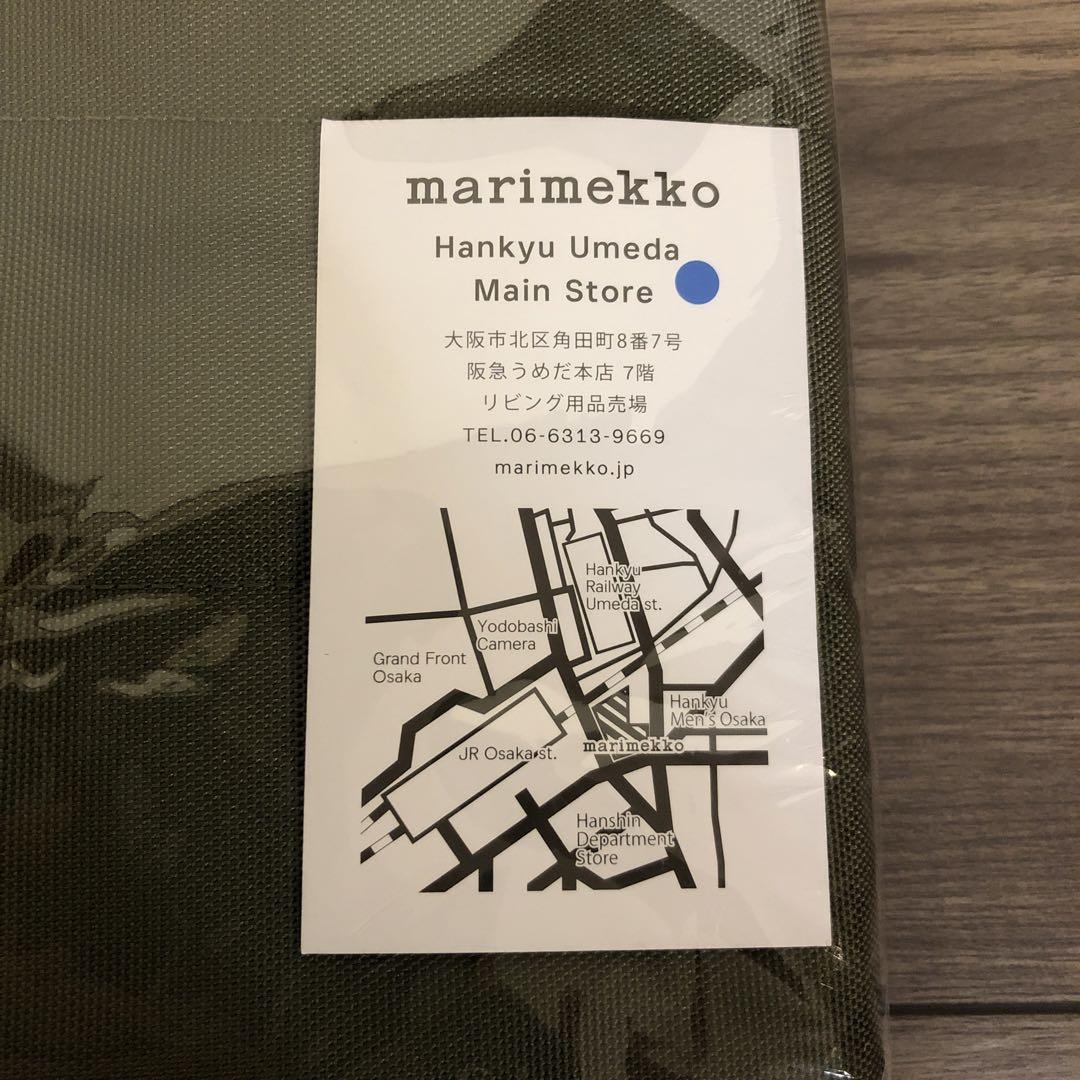 marimekko
Hankyu Umeda
Main Store
大阪市北区角田町8番7号
阪急うめだ本店 7階
リビング用品売場
TEL.06-6313-9669
marimekko.jp
Hankyu
Railway
Umeda st.
Yodobashi
Camera
Grand Front
Osaka
Hankyu
Men's Osaka
marimekko
JR Osaka st.
Hanshin
Department
Store